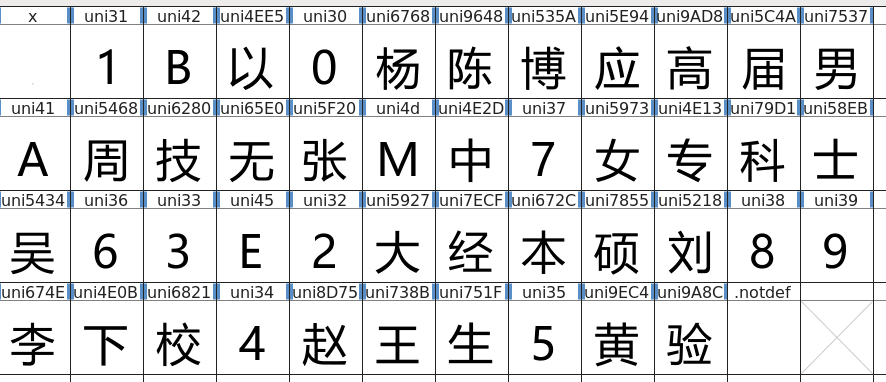 x uni31 uni42 uni4EE5 uni30 uni6768 uni9648 uni535A uni5E94 uni9AD8 uni5C4A uni7537
1 B 以 0 杨 陈 博 应 高 届 男
uni41 uni5468 uni6280 uni65E0 uni5F20 uni4d uni4E2D uni37 uni5973 uni4E13 uni79D1 uni58EB
A 周 技 无 张 M 中 7 女 专 科 士
uni5434 uni36 uni33 uni45 uni32 uni5927 uni7ECF uni672C uni7855 uni5218 uni38 uni39
吴 6 3 E 2 大 经 本 硕 刘 8 9
uni674E uni4E0B uni6821 uni34 uni8D75 uni738B uni751F uni35 uni9EC4 uni9A8C .notdef
李 下 校 4 赵 王 生 5 黄 验